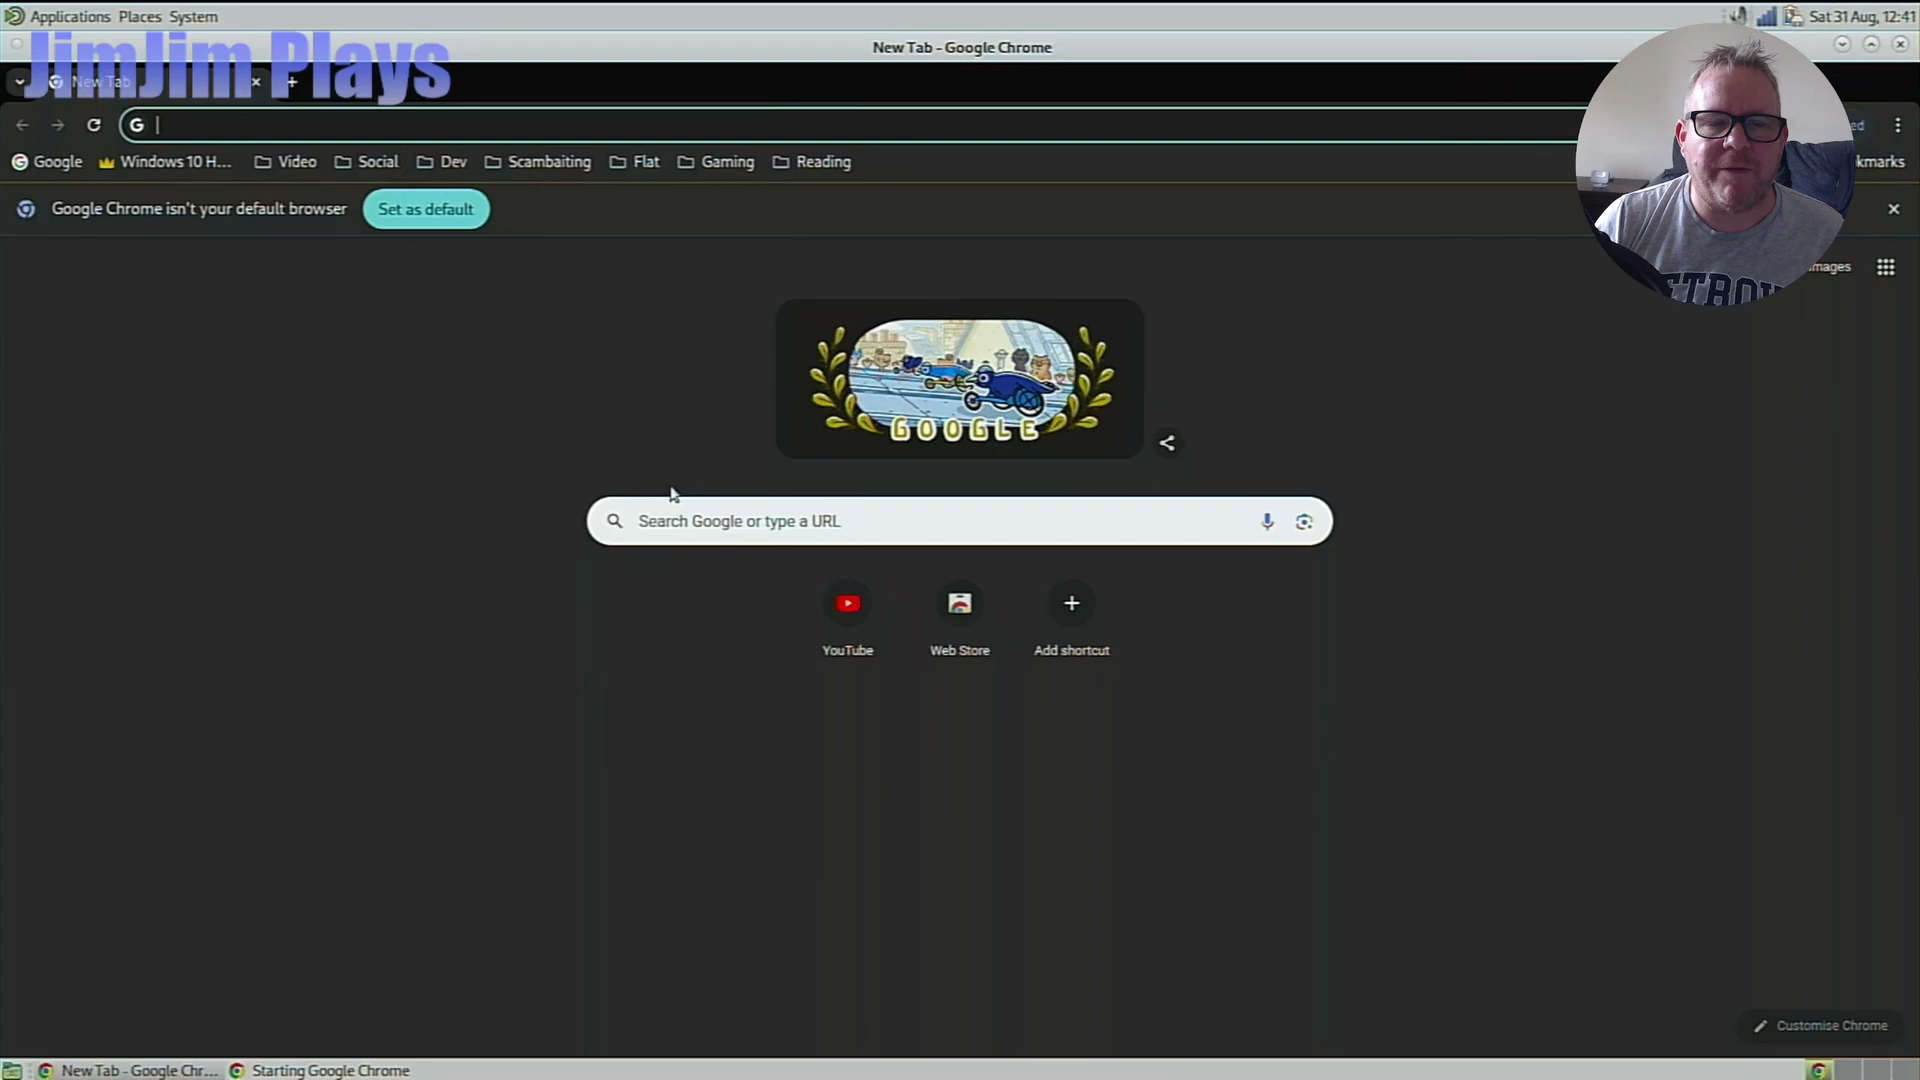 Applications Places System
Sat 31 Aug, 12:41
New Tab - Google Chrome
JimJim Plays
New Tab
Google
Windows 10 H...
Video
Social
Dev
Scambaiting
Flat
Gaming
Reading
Google Chrome isn't your default browser
Set as default
GOOGLE
Search Google or type a URL
YouTube
Web Store
Add shortcut
Customise Chrome
New Tab - Google Chr...
Starting Google Chrome